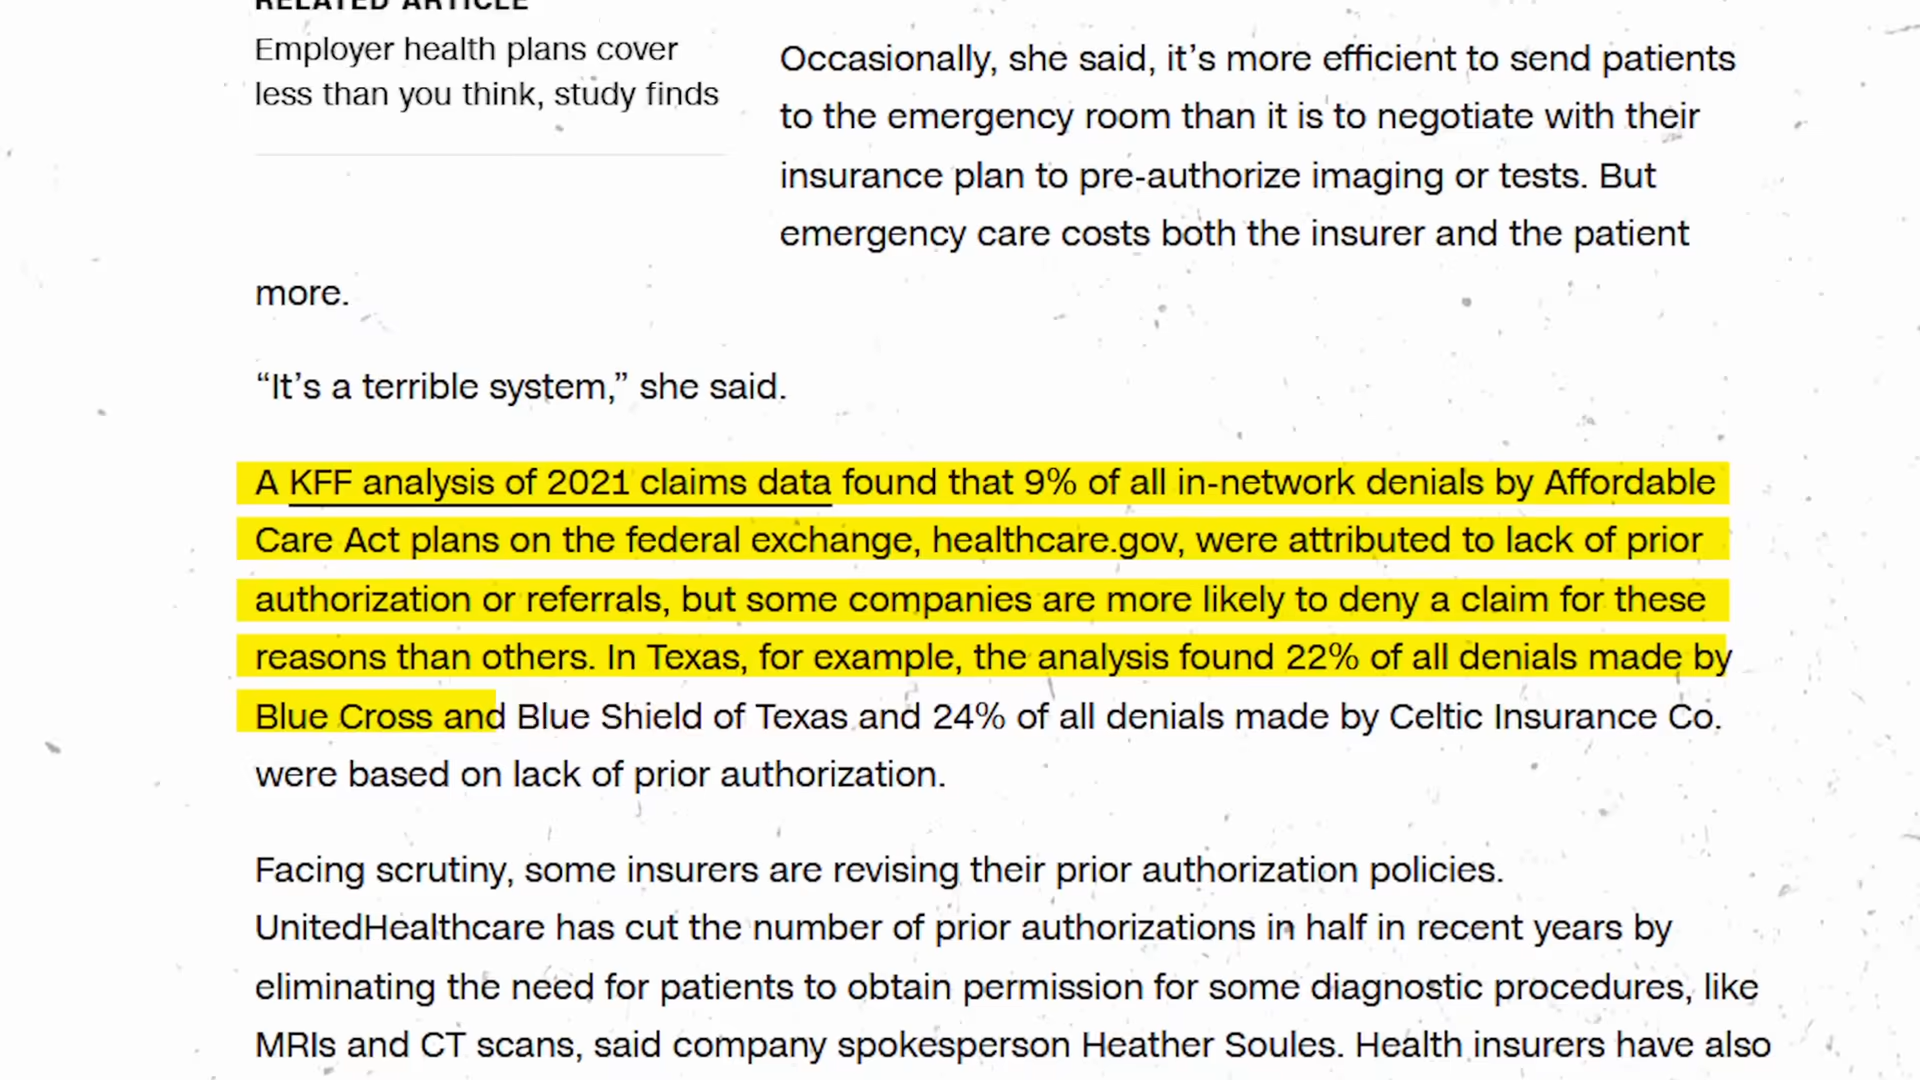 RELATED ARTICLE
Employer health plans cover
less than you think, study finds
Occasionally, she said, it’s more efficient to send patients
to the emergency room than it is to negotiate with their
insurance plan to pre-authorize imaging or tests. But
emergency care costs both the insurer and the patient
more.
“It’s a terrible system,” she said.
A KFF analysis of 2021 claims data found that 9% of all in-network denials by Affordable
Care Act plans on the federal exchange, healthcare.gov, were attributed to lack of prior
authorization or referrals, but some companies are more likely to deny a claim for these
reasons than others. In Texas, for example, the analysis found 22% of all denials made by
Blue Cross and Blue Shield of Texas and 24% of all denials made by Celtic Insurance Co.
were based on lack of prior authorization.
Facing scrutiny, some insurers are revising their prior authorization policies.
UnitedHealthcare has cut the number of prior authorizations in half in recent years by
eliminating the need for patients to obtain permission for some diagnostic procedures, like
MRIs and CT scans, said company spokesperson Heather Soules. Health insurers have also